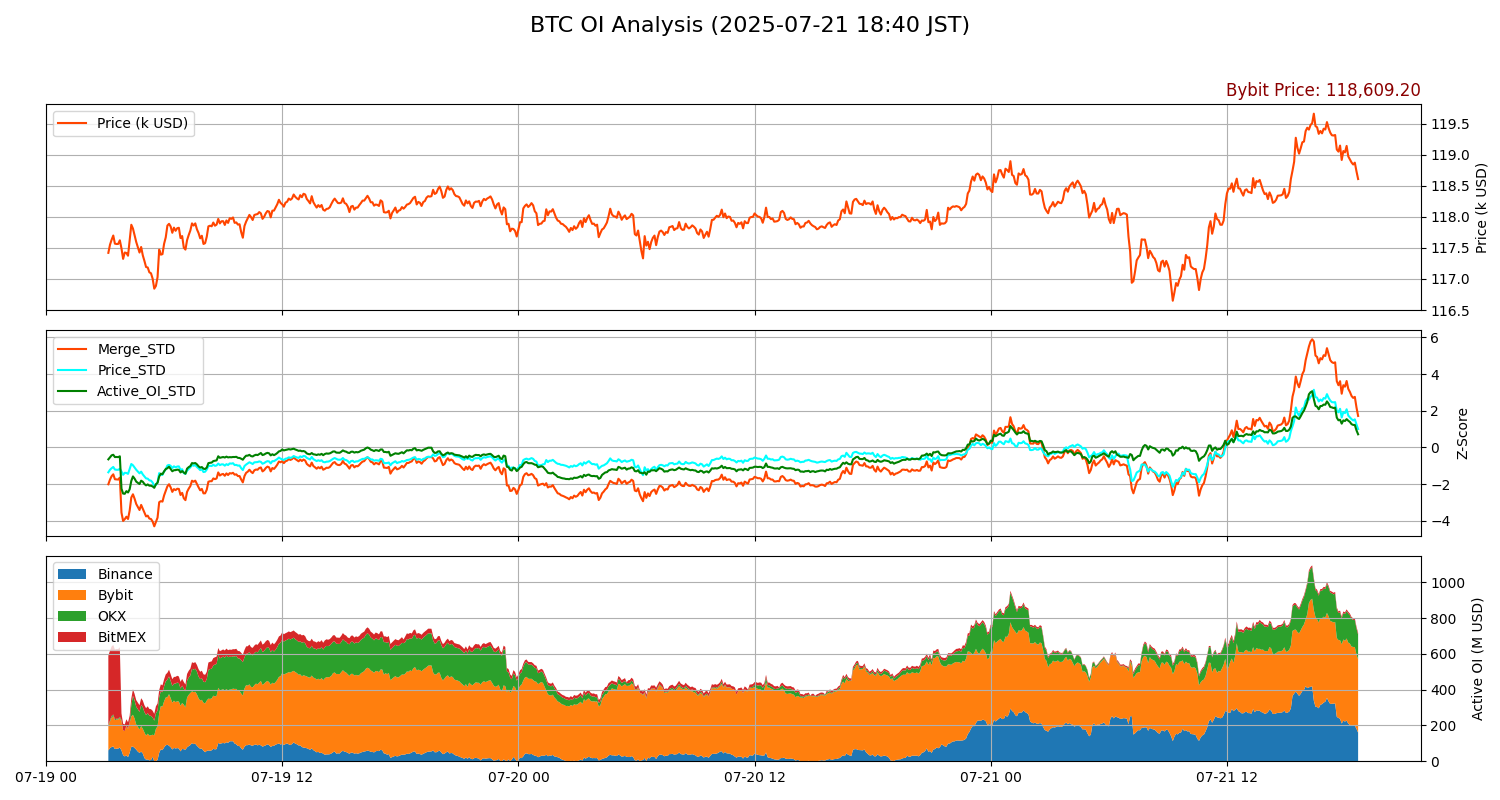 BTC OI Analysis (2025-07-21 18:40 JST)
Bybit Price: 118,609.20
Price (k USD)
119.5
119.0
118.5
118.0
117.5
117.0
116.5
Price (k USD)
Merge_STD
Price_STD
Active_OI_STD
6
4
2
0
−2
−4
Z-Score
Binance
Bybit
OKX
BitMEX
1000
800
600
400
200
0
Active OI (M USD)
07-19 00
07-19 12
07-20 00
07-20 12
07-21 00
07-21 12